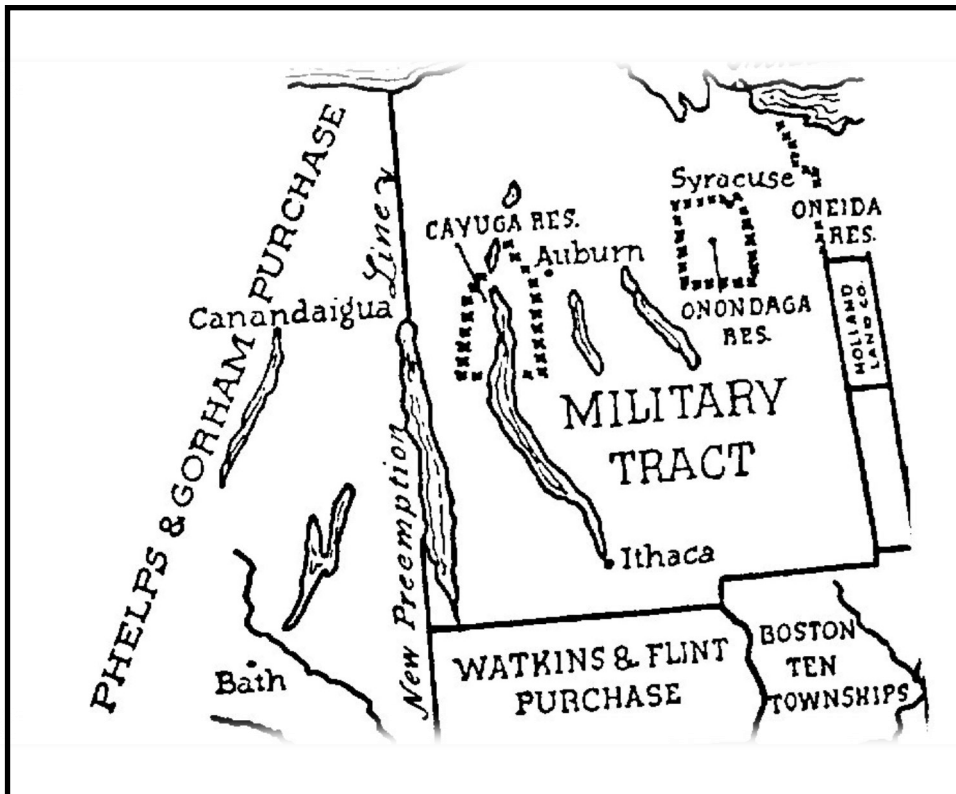 PHELPS & GORHAM PURCHASE
New Preemption Line
Syracuse
CAYUGA RES.
Auburn
ONEIDA
RES.
Canandaigua
ONONDAGA
RES.
HOLLAND
LAND CO.
MILITARY
TRACT
Ithaca
Bath
WATKINS & FLINT
PURCHASE
BOSTON
TEN
TOWNSHIPS